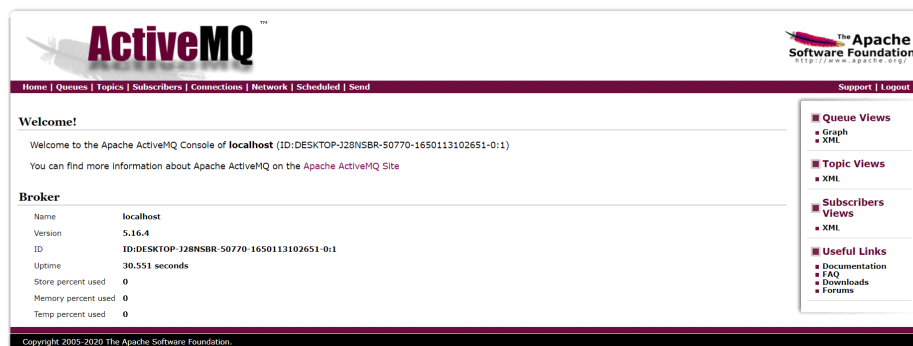 ActiveMQ™
The Apache
Software Foundation
http://www.apache.org/
Home | Queues | Topics | Subscribers | Connections | Network | Scheduled | Send
Support | Logout
Welcome!
Welcome to the Apache ActiveMQ Console of localhost (ID:DESKTOP-J28NSBR-50770-1650113102651-0:1)
You can find more information about Apache ActiveMQ on the Apache ActiveMQ Site
Broker
Name localhost
Version 5.16.4
ID ID:DESKTOP-J28NSBR-50770-1650113102651-0:1
Uptime 30.551 seconds
Store percent used 0
Memory percent used 0
Temp percent used 0
Queue Views
Graph
XML
Topic Views
XML
Subscribers
Views
XML
Useful Links
Documentation
FAQ
Downloads
Forums
Copyright 2005-2020 The Apache Software Foundation.